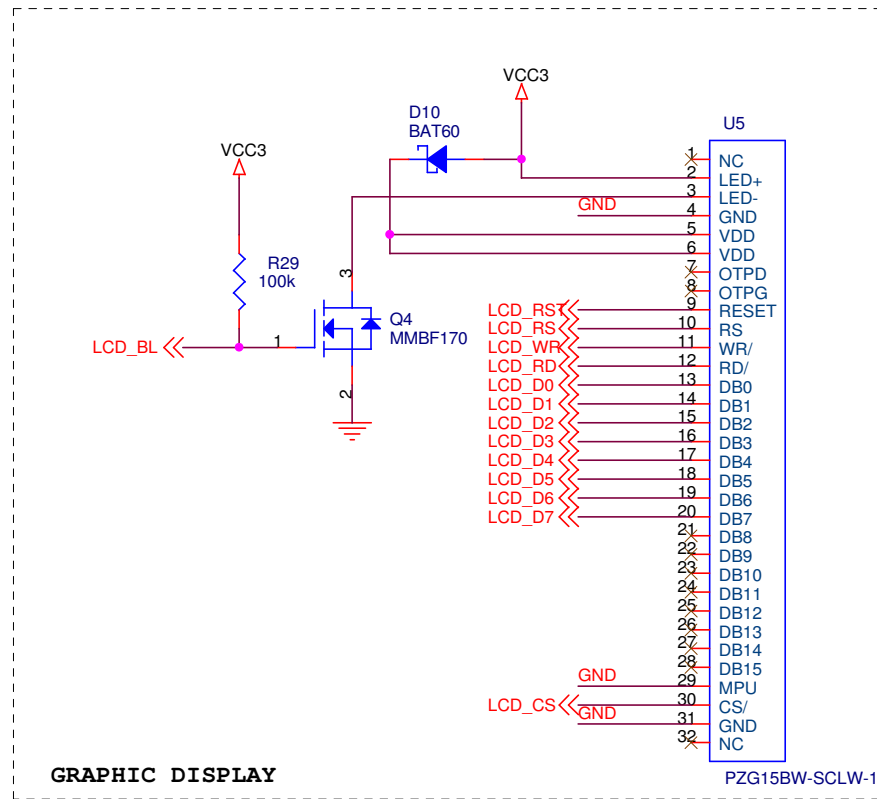 VCC3
D10
BAT60
U5
VCC3
1 NC
2 LED+
3 LED-
GND 4 GND
5 VDD
6 VDD
7 OTPD
8 OTPG
R29
100k
3
Q4
MMBF170
LCD_BL
1
2
LCD_RST 9 RESET
LCD_RS 10 RS
LCD_WR 11 WR/
LCD_RD 12 RD/
LCD_D0 13 DB0
LCD_D1 14 DB1
LCD_D2 15 DB2
LCD_D3 16 DB3
LCD_D4 17 DB4
LCD_D5 18 DB5
LCD_D6 19 DB6
LCD_D7 20 DB7
21 DB8
22 DB9
23 DB10
24 DB11
25 DB12
26 DB13
27 DB14
28 DB15
GND 29 MPU
LCD_CS 30 CS/
GND 31 GND
32 NC
GRAPHIC DISPLAY
PZG15BW-SCLW-1